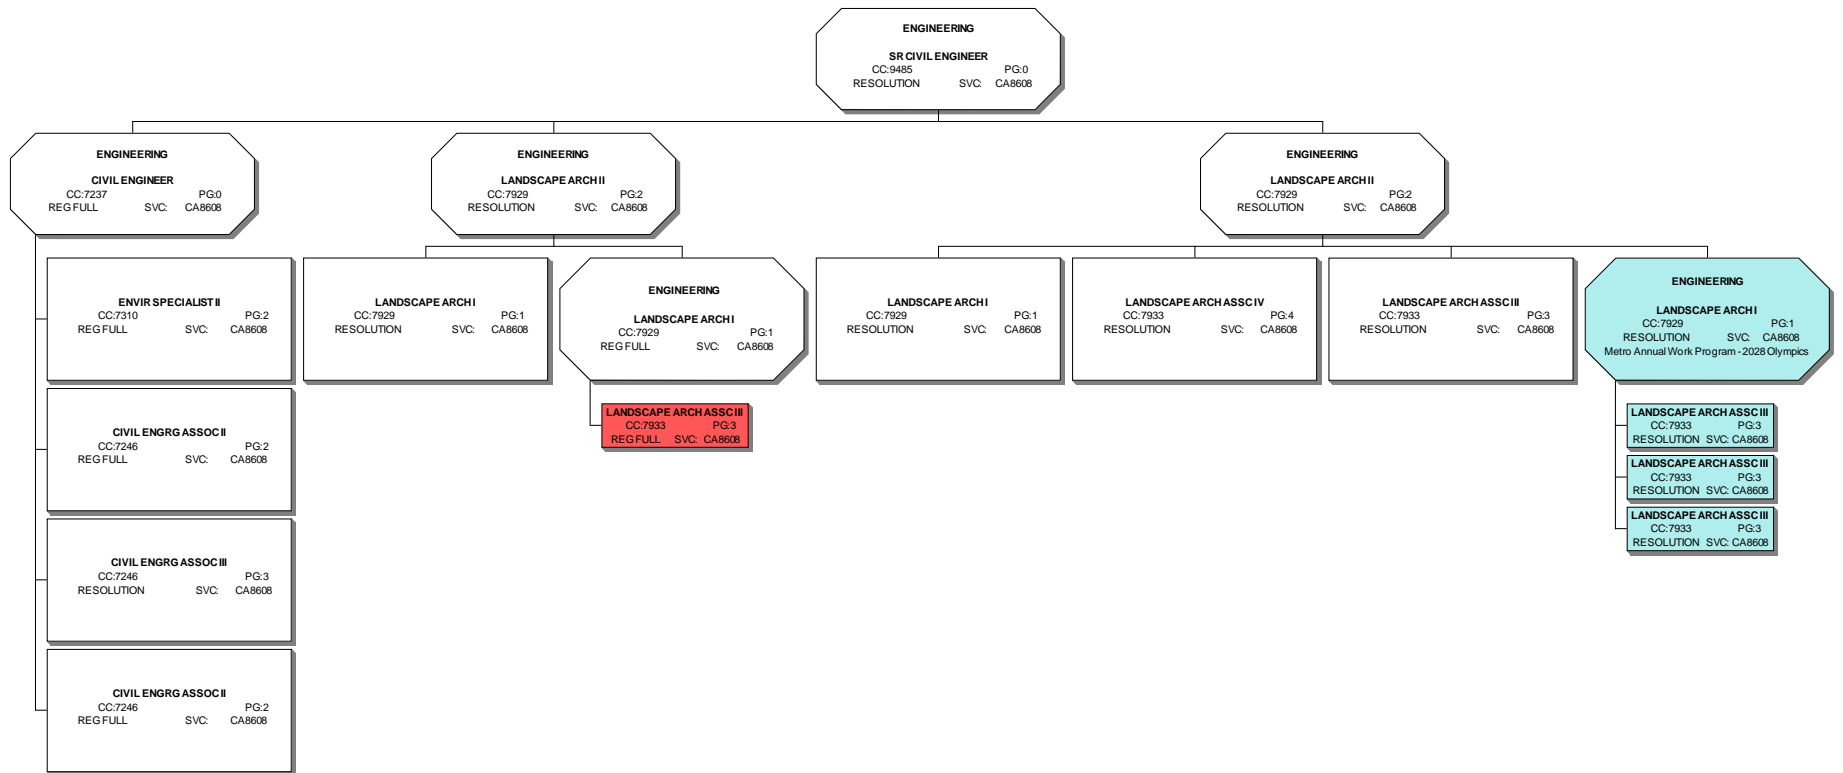 ENGINEERING
SR CIVIL ENGINEER
CC:9485 PG:0
RESOLUTION SVC: CA8608
ENGINEERING
CIVIL ENGINEER
CC:7237 PG:0
REG FULL SVC: CA8608
ENGINEERING
LANDSCAPE ARCH II
CC:7929 PG:2
RESOLUTION SVC: CA8608
ENGINEERING
LANDSCAPE ARCH II
CC:7929 PG:2
RESOLUTION SVC: CA8608
ENVIR SPECIALIST II
CC:7310 PG:2
REG FULL SVC: CA8608
LANDSCAPE ARCH I
CC:7929 PG:1
RESOLUTION SVC: CA8608
ENGINEERING
LANDSCAPE ARCH I
CC:7929 PG:1
REG FULL SVC: CA8608
LANDSCAPE ARCH I
CC:7929 PG:1
RESOLUTION SVC: CA8608
LANDSCAPE ARCH ASSC IV
CC:7933 PG:4
RESOLUTION SVC: CA8608
LANDSCAPE ARCH ASSC III
CC:7933 PG:3
RESOLUTION SVC: CA8608
ENGINEERING
LANDSCAPE ARCH I
CC:7929 PG:1
RESOLUTION SVC: CA8608
Metro Annual Work Program - 2028 Olympics
CIVIL ENGRG ASSOC II
CC:7246 PG:2
REG FULL SVC: CA8608
LANDSCAPE ARCH ASSC III
CC:7933 PG:3
REG FULL SVC: CA8608
LANDSCAPE ARCH ASSC III
CC:7933 PG:3
RESOLUTION SVC: CA8608
LANDSCAPE ARCH ASSC III
CC:7933 PG:3
RESOLUTION SVC: CA8608
LANDSCAPE ARCH ASSC III
CC:7933 PG:3
RESOLUTION SVC: CA8608
CIVIL ENGRG ASSOC III
CC:7246 PG:3
RESOLUTION SVC: CA8608
CIVIL ENGRG ASSOC II
CC:7246 PG:2
REG FULL SVC: CA8608